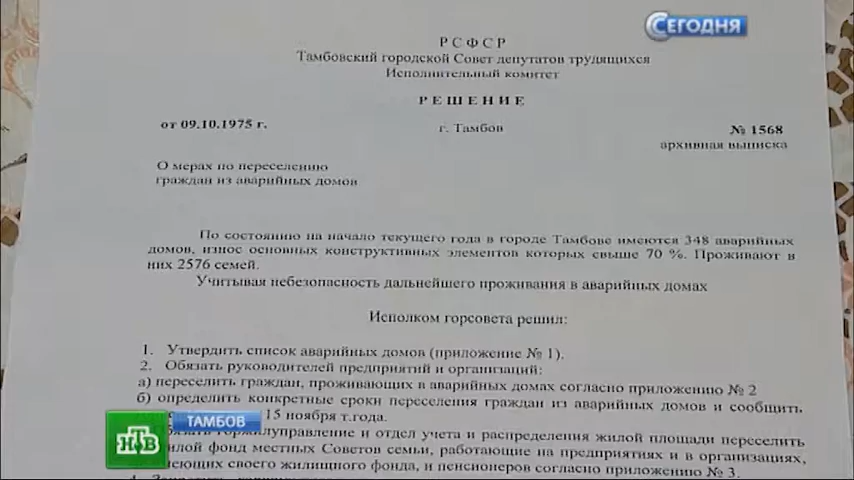 СЕГОДНЯ
РСФСР
Тамбовский городской Совет депутатов трудящихся
Исполнительный комитет
РЕШЕНИЕ
от 09.10.1975 г.
г. Тамбов
№ 1568
архивная выписка
О мерах по переселению
граждан из аварийных домов
По состоянию на начало текущего года в городе Тамбове имеются 348 аварийных
домов, износ основных конструктивных элементов которых свыше 70 %. Проживают в
них 2576 семей.
Учитывая небезопасность дальнейшего проживания в аварийных домах
Исполком горсовета решил:
1. Утвердить список аварийных домов (приложение № 1).
2. Обязать руководителей предприятий и организаций:
а) переселить граждан, проживающих в аварийных домах согласно приложению № 2
б) определить конкретные сроки переселения граждан из аварийных домов и сообщить
15 ноября т.года.
и отдел учета и распределения жилой площади переселить
фонд местных Советов семьи, работающие на предприятиях и в организациях,
своего жилищного фонда, и пенсионеров согласно приложению № 3.
ТАМБОВ
НТВ